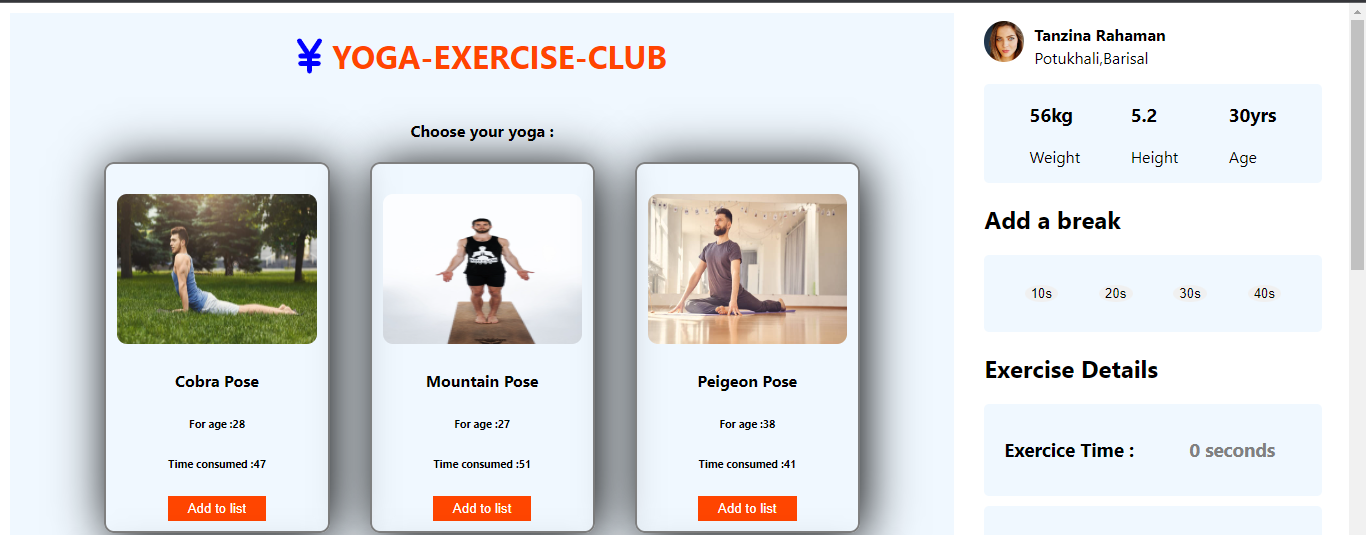 ¥ YOGA-EXERCISE-CLUB
Choose your yoga :
Cobra Pose
For age :28
Time consumed :47
Add to list
Mountain Pose
For age :27
Time consumed :51
Add to list
Peigeon Pose
For age :38
Time consumed :41
Add to list
Tanzina Rahaman
Potukhali,Barisal
56kg 5.2 30yrs
Weight Height Age
Add a break
10s 20s 30s 40s
Exercise Details
Exercice Time : 0 seconds